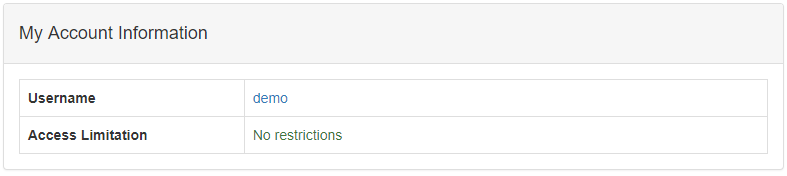 My Account Information
Username demo
Access Limitation No restrictions